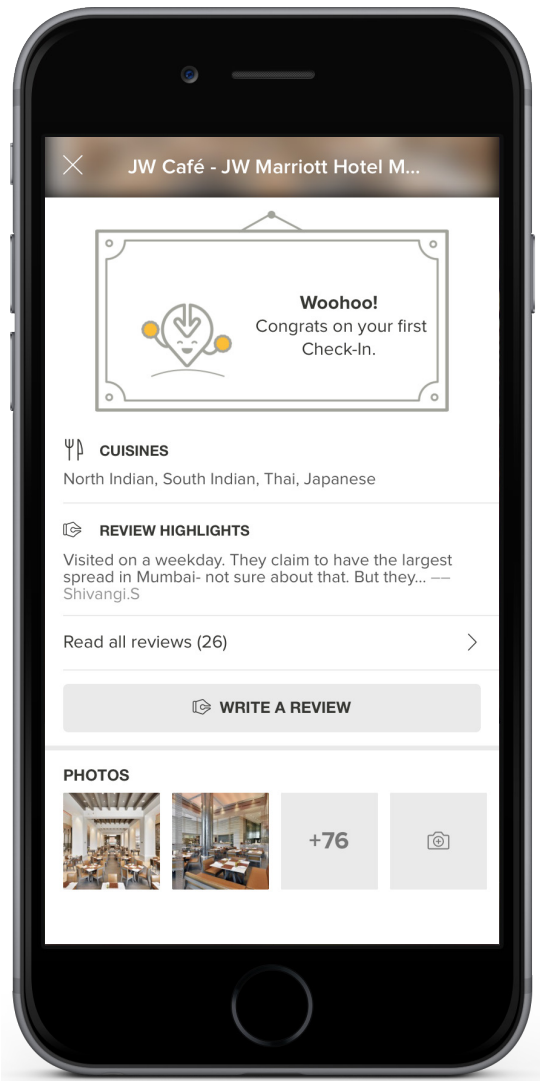 JW Café - JW Marriott Hotel M...
Woohoo!
Congrats on your first
Check-In.
CUISINES
North Indian, South Indian, Thai, Japanese
REVIEW HIGHLIGHTS
Visited on a weekday. They claim to have the largest
spread in Mumbai- not sure about that. But they... ––
Shivangi.S
Read all reviews (26)
WRITE A REVIEW
PHOTOS
+76